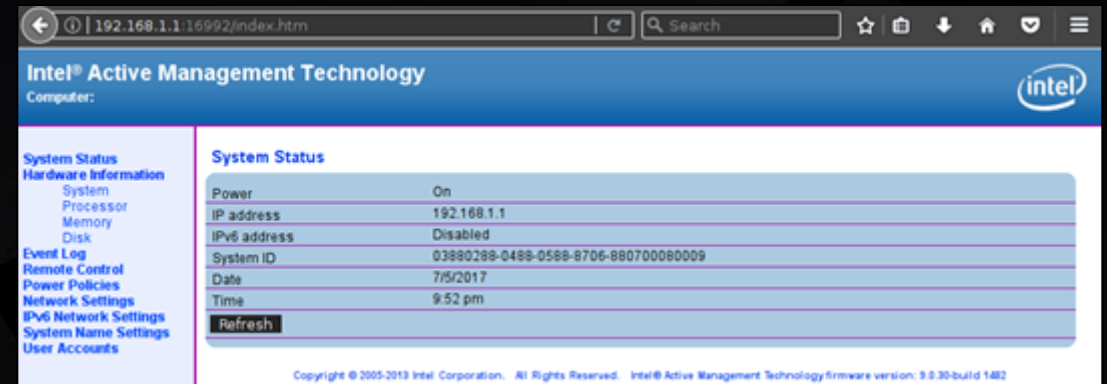 192.168.1.1:16992/index.htm
Search
Intel® Active Management Technology
Computer:
intel
System Status
Hardware Information
System
Processor
Memory
Disk
Event Log
Remote Control
Power Policies
Network Settings
IPv6 Network Settings
System Name Settings
User Accounts
System Status
Power On
IP address 192.168.1.1
IPv6 address Disabled
System ID 03880288-0488-0588-8706-880700080009
Date 7/5/2017
Time 9:52 pm
Refresh
Copyright © 2005-2013 Intel Corporation. All Rights Reserved. Intel® Active Management Technology firmware version: 9.0.30-build 1482